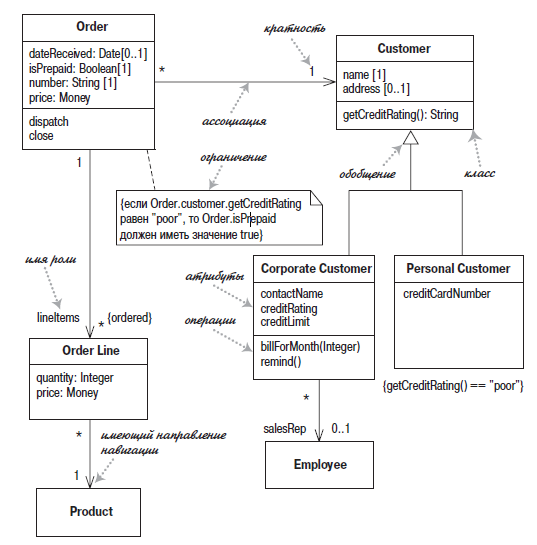 Order
dateReceived: Date[0..1]
isPrepaid: Boolean[1]
number: String [1]
price: Money
dispatch
close
кратность
*
1
ассоциация
Customer
name [1]
address [0..1]
getCreditRating(): String
ограничение
обобщение
класс
1
{если Order.customer.getCreditRating
равен "poor", то Order.isPrepaid
должен иметь значение true}
имя роли
lineItems
*
{ordered}
атрибуты
операции
Corporate Customer
contactName
creditRating
creditLimit
billForMonth(Integer)
remind()
Personal Customer
creditCardNumber
{getCreditRating() == "poor"}
Order Line
quantity: Integer
price: Money
*
salesRep
0..1
Employee
*
имеющий направление
навигации
1
Product